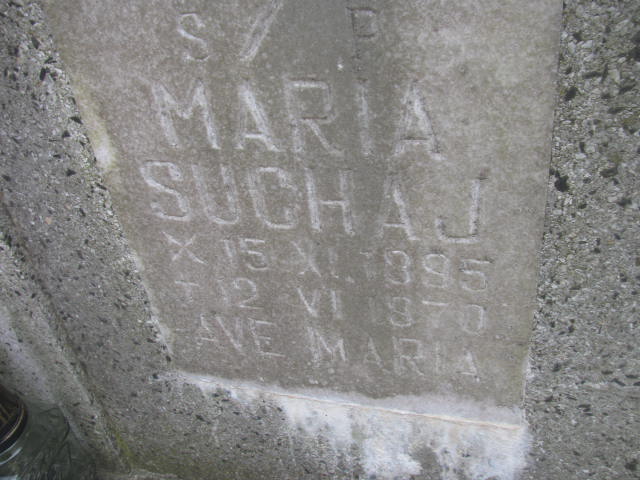 S / P
MARIA
SUCHAJ
X 15 XI. 1895
† 12 VI 1970
AVE MARIA